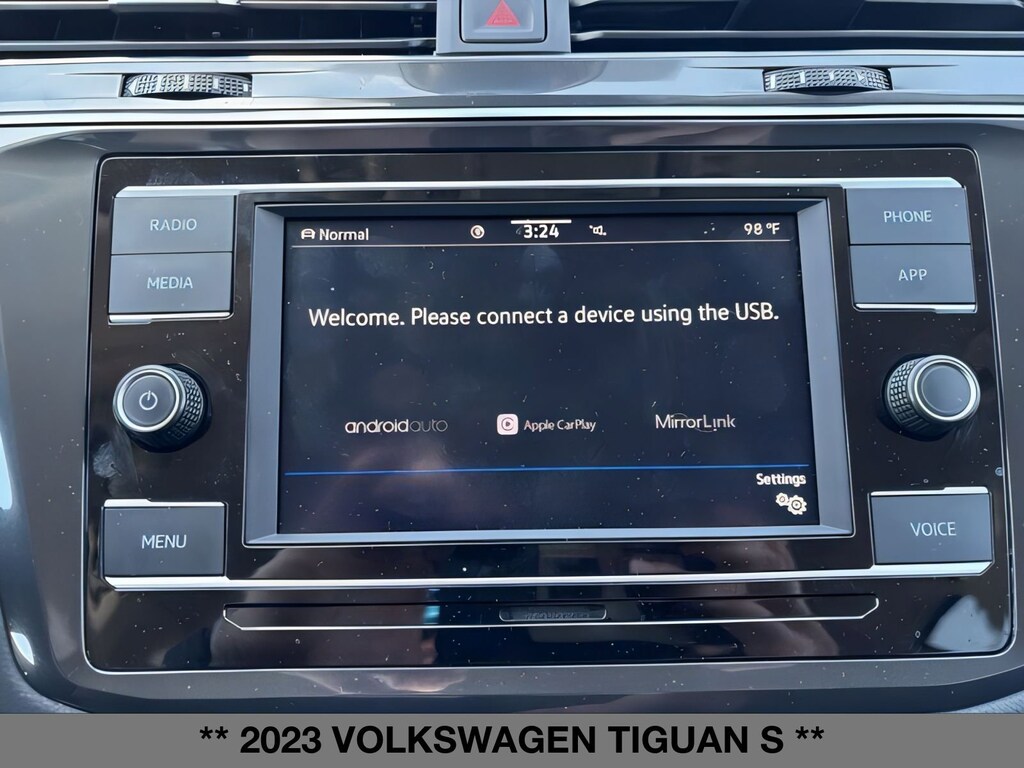 RADIO
MEDIA
PHONE
APP
Normal 3:24 98 °F
Welcome. Please connect a device using the USB.
androidauto Apple CarPlay MirrorLink
Settings
MENU
VOICE
** 2023 VOLKSWAGEN TIGUAN S **